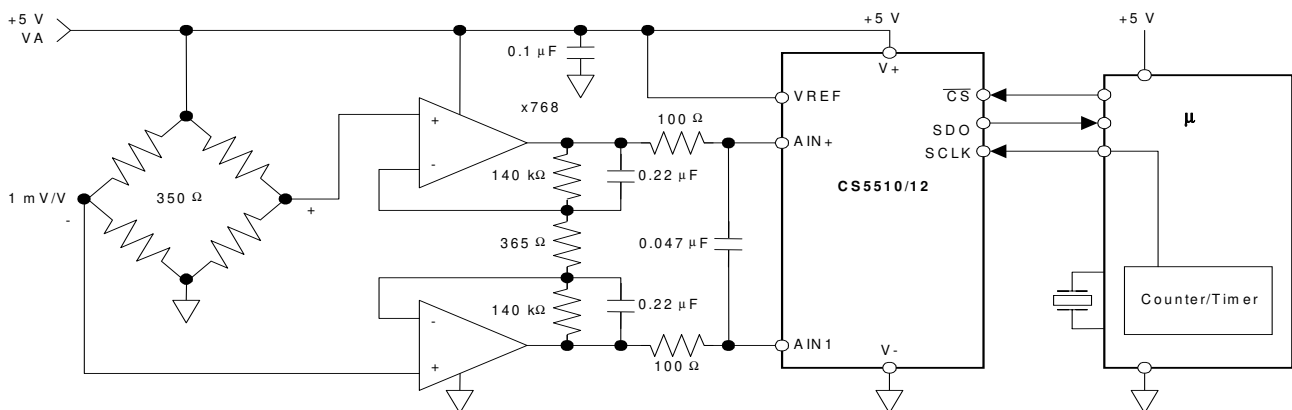 +5 V
VA
0.1 µF
+5 V
V+
+5 V
x768
VREF
CS
µ
+
-
100 Ω
AIN+
SDO
SCLK
140 kΩ
0.22 µF
CS5510/12
1 mV/V
-
350 Ω
+
365 Ω
0.047 µF
0.22 µF
140 kΩ
Counter/Timer
-
+
100 Ω
AIN1
V-